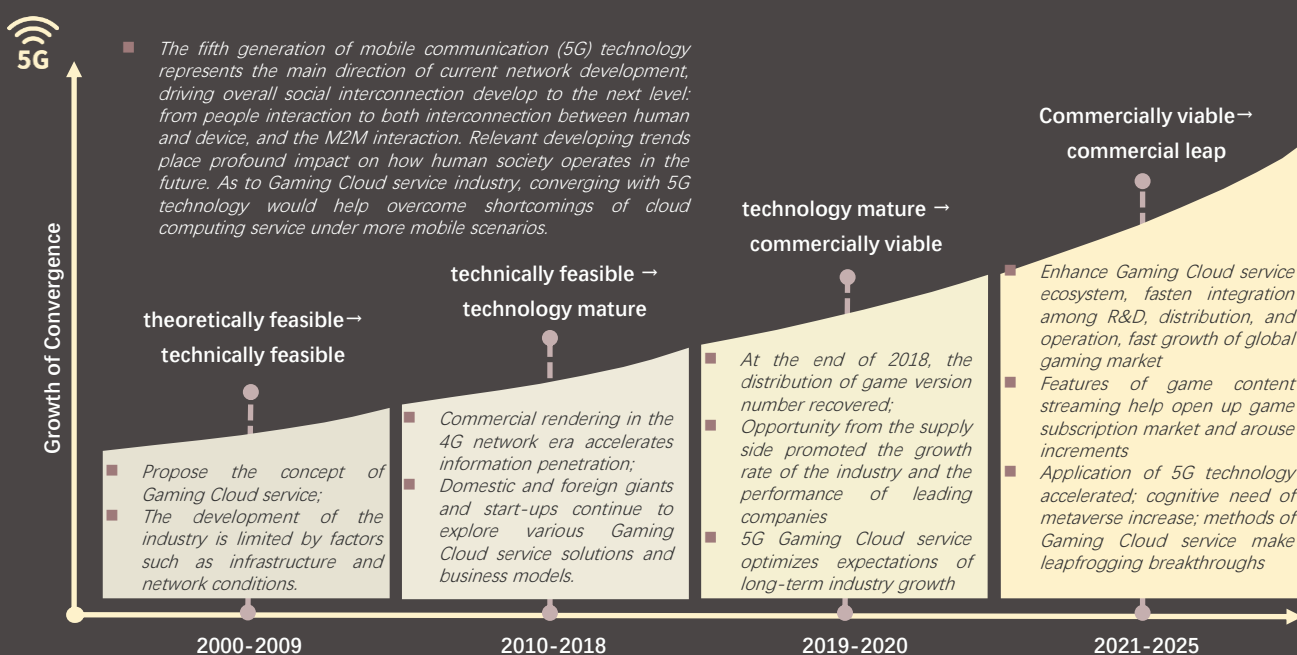 5G
The fifth generation of mobile communication (5G) technology
represents the main direction of current network development,
driving overall social interconnection develop to the next level:
from people interaction to both interconnection between human
and device, and the M2M interaction. Relevant developing trends
place profound impact on how human society operates in the
future. As to Gaming Cloud service industry, converging with 5G
technology would help overcome shortcomings of cloud
computing service under more mobile scenarios.
Growth of Convergence
theoretically feasible→
technically feasible
Propose the concept of
Gaming Cloud service;
The development of the
industry is limited by factors
such as infrastructure and
network conditions.
2000-2009
technically feasible →
technology mature
Commercial rendering in the
4G network era accelerates
information penetration;
Domestic and foreign giants
and start-ups continue to
explore various Gaming
Cloud service solutions and
business models.
2010-2018
technology mature →
commercially viable
At the end of 2018, the
distribution of game version
number recovered;
Opportunity from the supply
side promoted the growth
rate of the industry and the
performance of leading
companies
5G Gaming Cloud service
optimizes expectations of
long-term industry growth
2019-2020
Commercially viable→
commercial leap
Enhance Gaming Cloud service
ecosystem, fasten integration
among R&D, distribution, and
operation, fast growth of global
gaming market
Features of game content
streaming help open up game
subscription market and arouse
increments
Application of 5G technology
accelerated; cognitive need of
metaverse increase; methods of
Gaming Cloud service make
leapfrogging breakthroughs
2021-2025